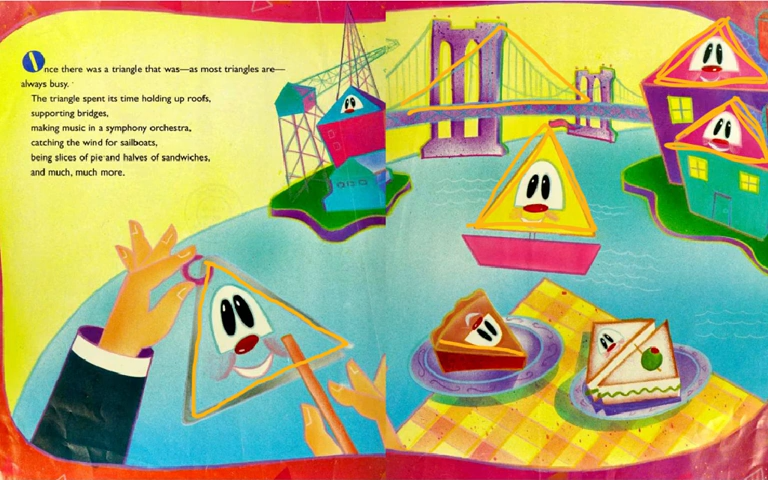 Once there was a triangle that was—as most triangles are—
always busy.
The triangle spent its time holding up roofs,
supporting bridges,
making music in a symphony orchestra,
catching the wind for sailboats,
being slices of pie and halves of sandwiches,
and much, much more.